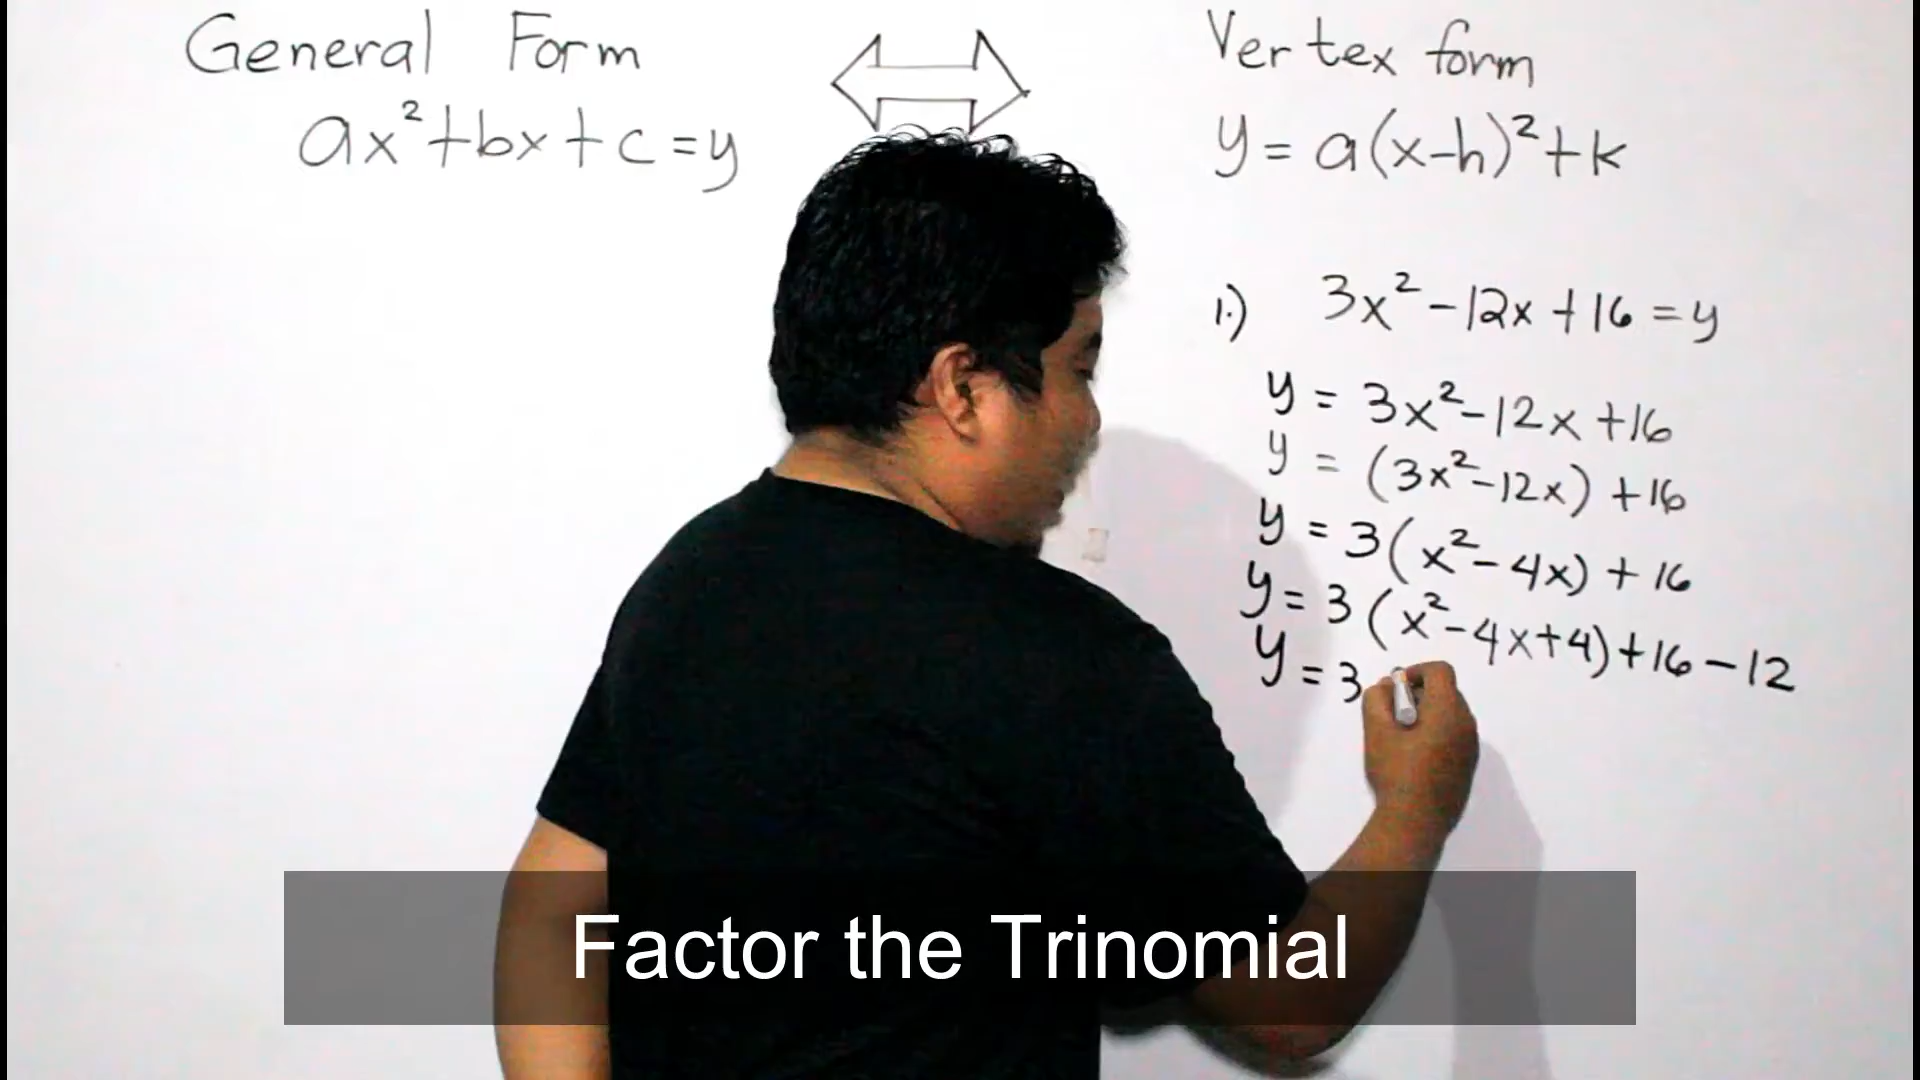 General Form
ax²+bx+c=y
Vertex form
y=a(x-h)²+k
1.) 3x²-12x+16=y
y=3x²-12x+16
y=(3x²-12x)+16
y=3(x²-4x)+16
y=3(x²-4x+4)+16-12
y=3
Factor the Trinomial